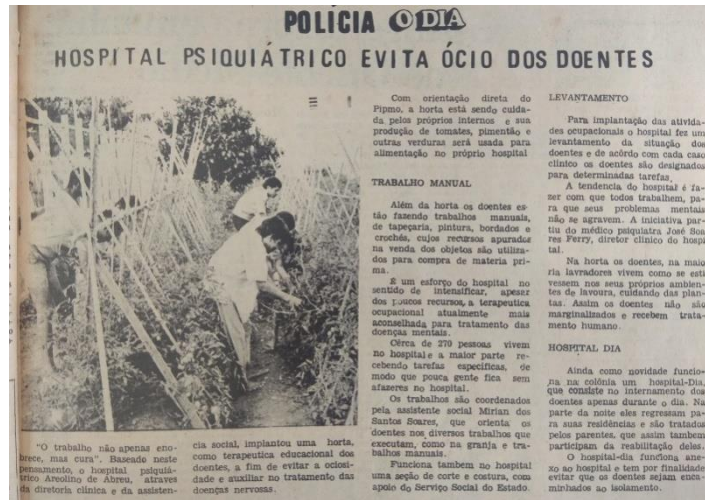 POLÍCIA O DIA
HOSPITAL PSIQUIÁTRICO EVITA ÓCIO DOS DOENTES
"O trabalho não apenas eno-
brece, mas cura". Baseado neste
pensamento, o hospital psiquiá-
trico Areolino de Abreu, atraves
da diretoria clinica e da assisten-
cia social, implantou uma horta,
como terapeutica educacional dos
doentes, a fim de evitar a ociosi-
dade e auxiliar no tratamento das
doenças nervosas.
Com orientação direta do
Pipmo, a horta está sendo cuida-
da pelos próprios internos e sua
produção de tomates, pimentão e
outras verduras será usada para
alimentação no próprio hospital
TRABALHO MANUAL
Além da horta os doentes es-
tão fazendo trabalhos manuais,
de tapeçaria, pintura, bordados e
crochés, cujos recursos apurados
na venda dos objetos são utiliza-
dos para compra de materia pri-
ma.
É um esforço do hospital no
sentido de intensificar, apesar
dos poucos recursos, a terapeutica
ocupacional atualmente mais
aconselhada para tratamento das
doenças mentais.
Cêrca de 270 pessoas vivem
no hospital e a maior parte re-
cebendo tarefas especificas, de
modo que pouca gente fica sem
afazeres no hospital.
Os trabalhos são coordenados
pela assistente social Mirian dos
Santos Soares, que orienta os
doentes nos diversos trabalhos que
executam, como na granja e tra-
balhos manuais.
Funciona tambem no hospital
uma seção de corte e costura, com
apoio do Serviço Social do Estado.
LEVANTAMENTO
Para implantação das ativida-
des ocupacionais o hospital fez um
levantamento da situação dos
doentes e de acôrdo com cada caso
clinico os doentes são designados
para determinadas tarefas.
A tendencia do hospital é fa-
zer com que todos trabalhem, pa-
ra que seus problemas mentais
não se agravem. A iniciativa par-
tiu do médico psiquiatra José Soa
res Ferry, diretor clinico do hospi
tal.
Na horta os doentes, na maio
ria lavradores vivem como se esti
vessem nos seus próprios ambien-
tes de lavoura, cuidando das plan-
tas. Assim os doentes não são
marginalizados e recebem trata-
mento humano.
HOSPITAL DIA
Ainda como novidade funcio-
na na colônia um hospital-Dia,
que consiste no internamento dos
doentes apenas durante o dia. Na
parte da noite eles regressam pa-
ra suas residências e são tratados
pelos parentes, que assim tambem
participam da reabilitação deles.
O hospital-dia funciona ane-
xo ao hospital e tem por finalidade
evitar que os doentes sejam enca-
minhados ao isolamento.